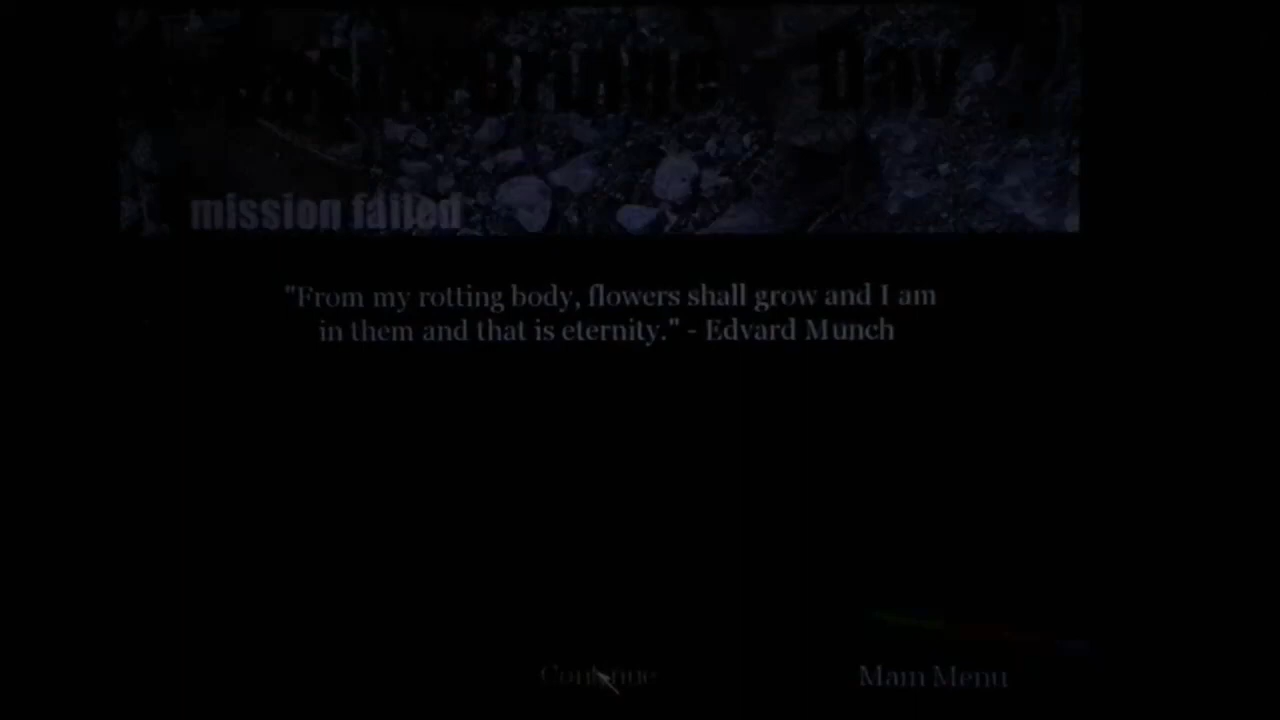 mission failed
"From my rotting body, flowers shall grow and I am
in them and that is eternity." - Edvard Munch
Continue
Main Menu